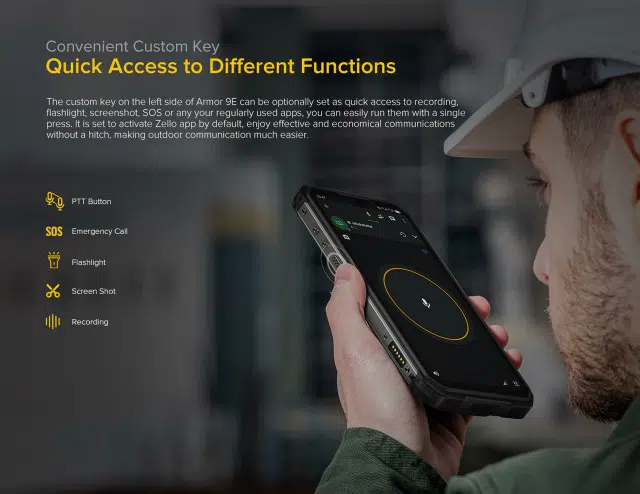 Convenient Custom Key
Quick Access to Different Functions
The custom key on the left side of Armor 9E can be optionally set as quick access to recording,
flashlight, screenshot, SOS or any your regularly used apps, you can easily run them with a single
press. It is set to activate Zello app by default, enjoy effective and economical communications
without a hitch, making outdoor communication much easier.
PTT Button
SOS Emergency Call
Flashlight
Screen Shot
Recording